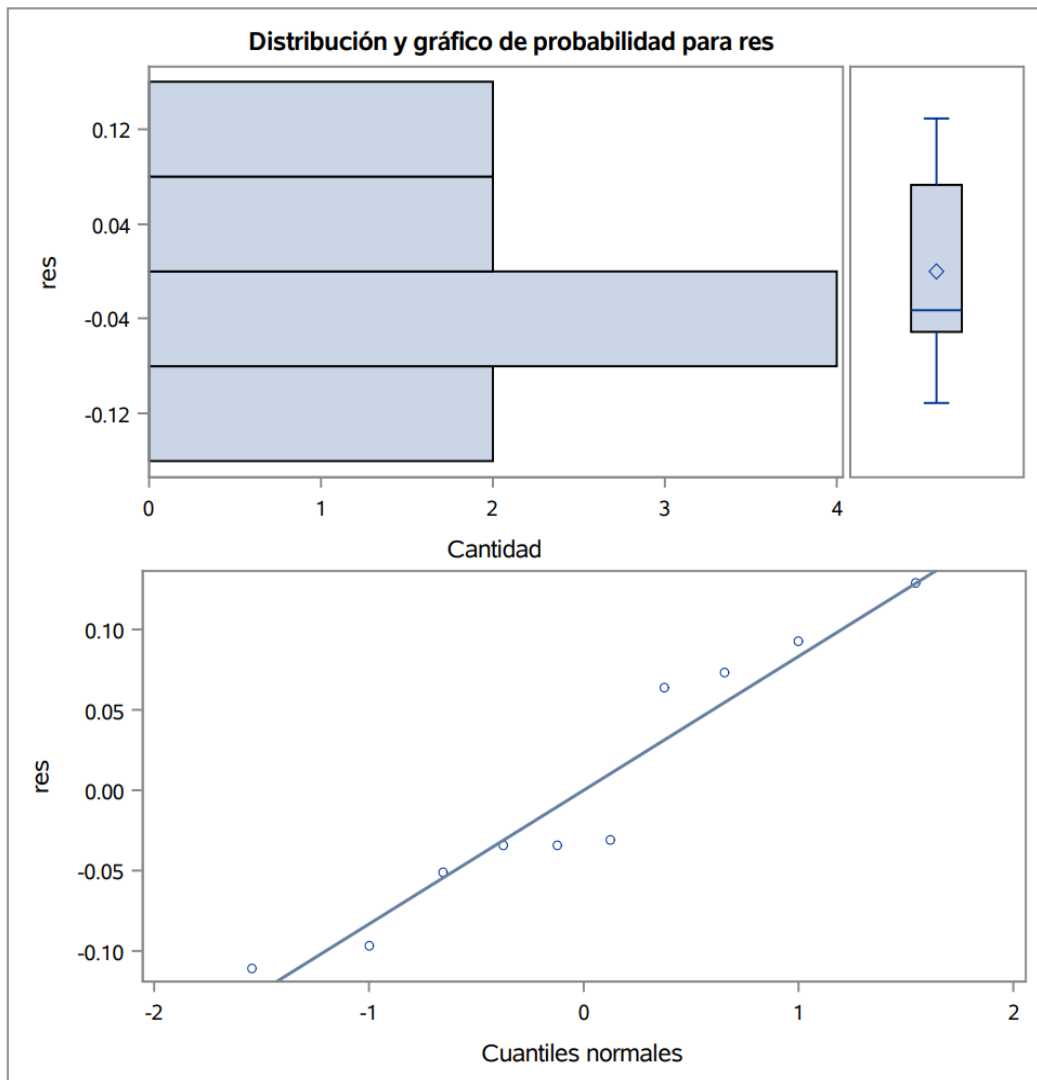 Distribución y gráfico de probabilidad para res
0.12
0.04
-0.04
-0.12
res
0 1 2 3 4
Cantidad
0.10
0.05
0.00
-0.05
-0.10
res
-2 -1 0 1 2
Cuantiles normales